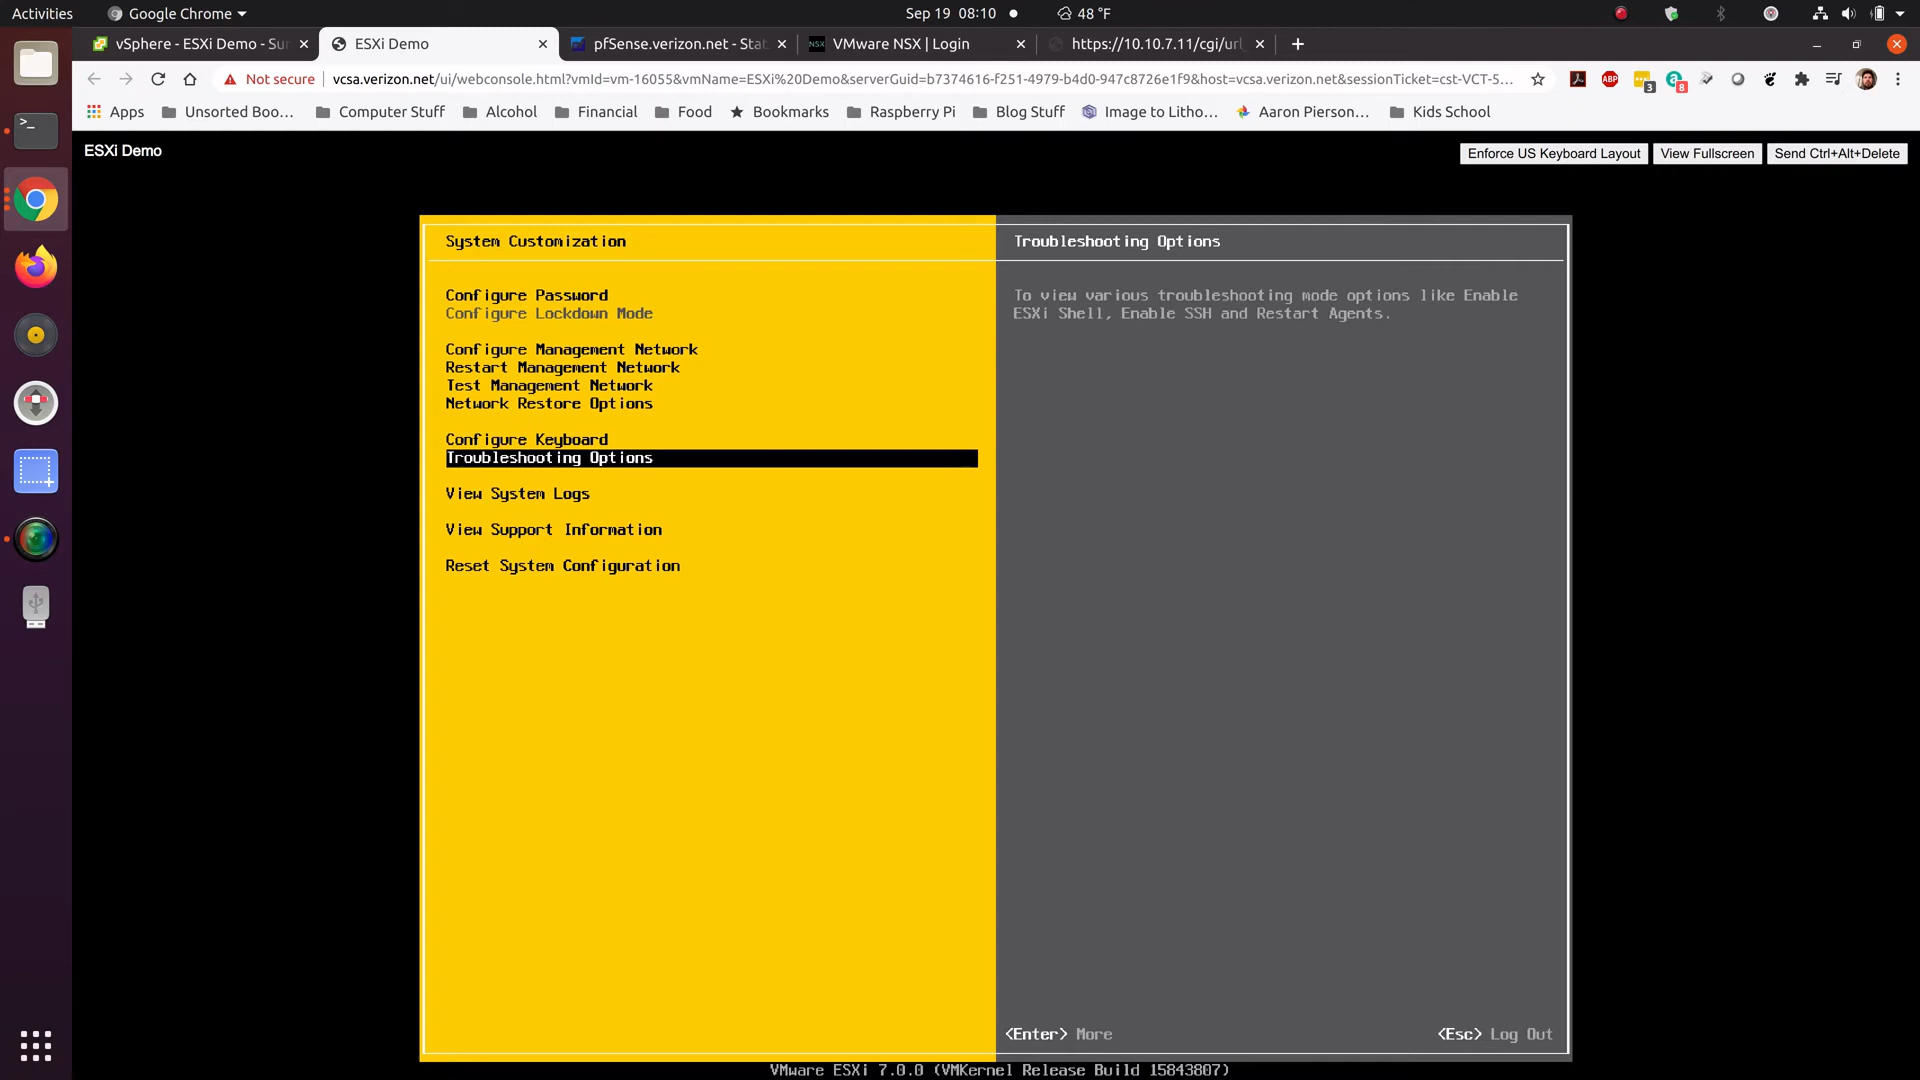 Activities
Google Chrome
Sep 19 08:10
48 °F
vSphere - ESXi Demo - Sur
ESXi Demo
pfSense.verizon.net - Stat
VMware NSX | Login
https://10.10.7.11/cgi/url
Not secure
vcsa.verizon.net/ui/webconsole.html?vmId=vm-16055&vmName=ESXi%20Demo&serverGuid=b7374616-f251-4979-b4d0-947c8726e1f9&host=vcsa.verizon.net&sessionTicket=cst-VCT-5...
ABP
3
8
Apps
Unsorted Boo...
Computer Stuff
Alcohol
Financial
Food
Bookmarks
Raspberry Pi
Blog Stuff
Image to Litho...
Aaron Pierson...
Kids School
ESXi Demo
Enforce US Keyboard Layout
View Fullscreen
Send Ctrl+Alt+Delete
System Customization
Configure Password
Configure Lockdown Mode
Configure Management Network
Restart Management Network
Test Management Network
Network Restore Options
Configure Keyboard
Troubleshooting Options
View System Logs
View Support Information
Reset System Configuration
Troubleshooting Options
To view various troubleshooting mode options like Enable
ESXi Shell, Enable SSH and Restart Agents.
<Enter> More
<Esc> Log Out
VMware ESXi 7.0.0 (VMKernel Release Build 15843807)